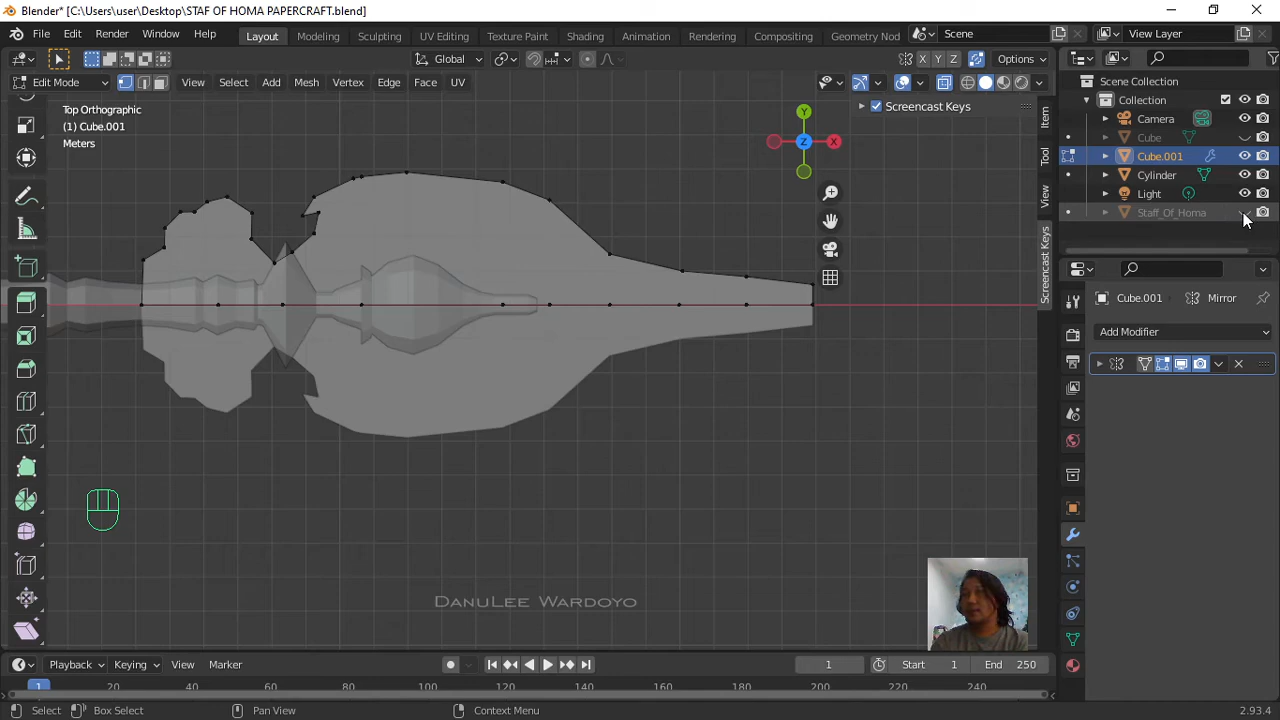 Blender* [C:\Users\user\Desktop\STAF OF HOMA PAPERCRAFT.blend]
File Edit Render Window Help Layout Modeling Sculpting UV Editing Texture Paint Shading Animation Rendering Compositing Geometry Nod Scene View Layer
Global X Y Z Options
Edit Mode View Select Add Mesh Vertex Edge Face UV
Scene Collection
Collection
Camera
Cube
Cube.001
Cylinder
Light
Staff_Of_Homa
Top Orthographic
(1) Cube.001
Meters
Screencast Keys
Y
X
Z
Item
Tool
View
Screencast Keys
Cube.001 Mirror
Add Modifier
DanuLee Wardoyo
Playback Keying View Marker 1 Start 1 End 250
1 20 40 60 80 100 120 140 160 180 200 220 240
Select Box Select Pan View Context Menu 2.93.4